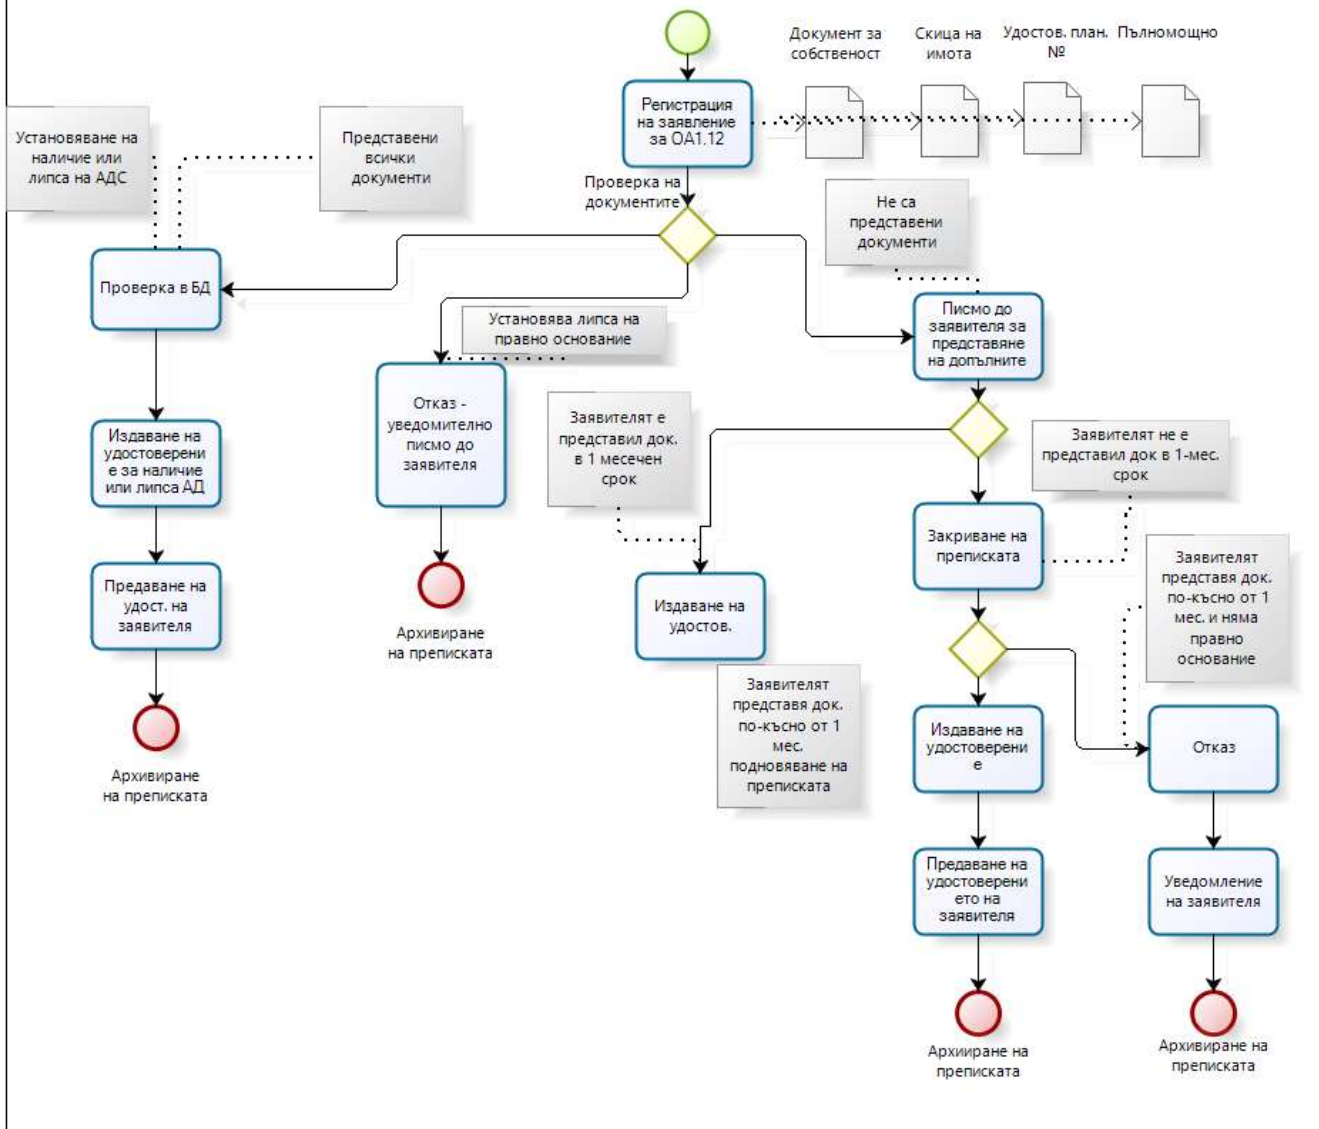 Документ за
собственост
Скица на
имота
Удостов. план.
№
Пълномощно
Регистрация
на заявление
за ОА1.12
Установяване на
наличие или
липса на АДС
Представени
всички
документи
Проверка на
документите
Не са
представени
документи
Проверка в БД
Установява липса на
правно основание
Писмо до
заявителя за
представяне
на допълните
Отказ -
уведомително
писмо до
заявителя
Заявителят е
представил док.
в 1 месечен
срок
Заявителят не е
представил док в 1-мес.
срок
Издаване на
удостоверени
е за наличие
или липса АД
Закриване на
преписката
Заявителят
представя док.
по-късно от 1
мес. и няма
правно
основание
Предаване на
удост. на
заявителя
Издаване на
удостов.
Архивиране
на преписката
Заявителят
представя док.
по-късно от 1
мес.
подновяване на
преписката
Издаване на
удостоверени
е
Отказ
Архивиране
на преписката
Предаване на
удостоверени
ето на
заявителя
Уведомление
на заявителя
Архииране на
преписката
Архивиране на
преписката